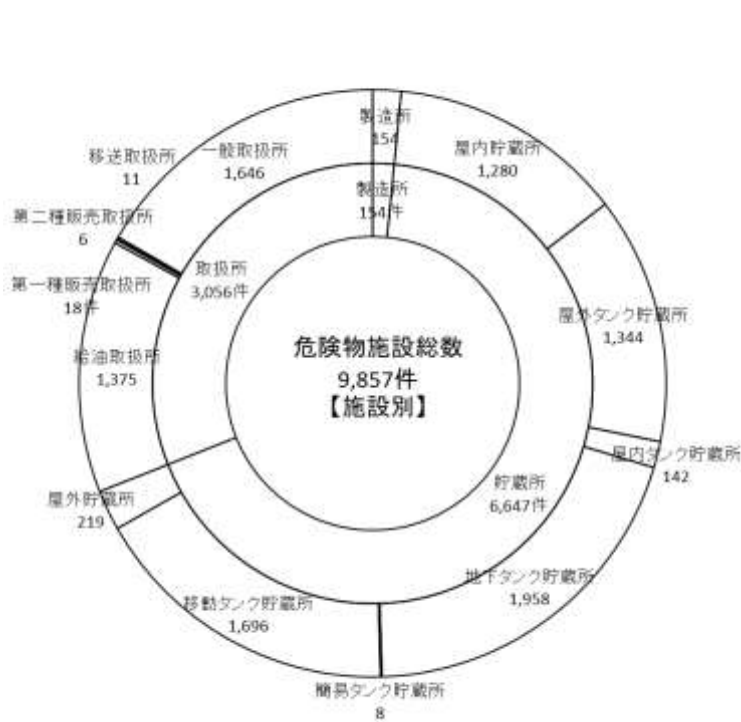 製造所
154
屋内貯蔵所
1,280
屋外タンク貯蔵所
1,344
屋内タンク貯蔵所
142
地下タンク貯蔵所
1,958
簡易タンク貯蔵所
8
移動タンク貯蔵所
1,696
屋外貯蔵所
219
給油取扱所
1,375
第一種販売取扱所
18件
第二種販売取扱所
6
移送取扱所
11
一般取扱所
1,646
製造所
154件
貯蔵所
6,647件
取扱所
3,056件
危険物施設総数
9,857件
【施設別】